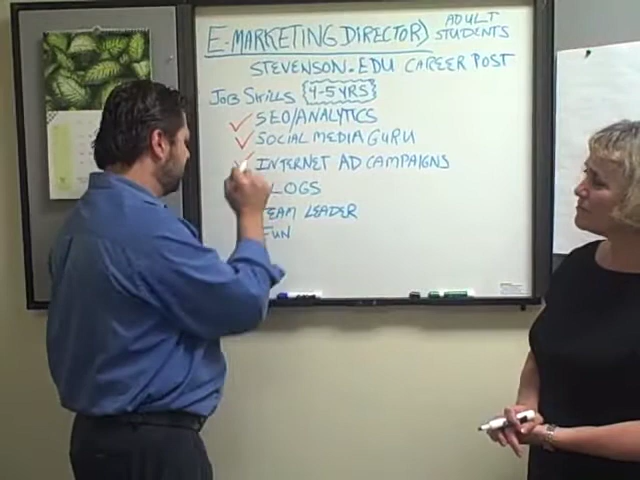 E-MARKETING DIRECTOR)
ADULT
STUDENTS
STEVENSON.EDU CAREER POST
JOB SKILLS 4-5 YRS
SEO/ANALYTICS
SOCIAL MEDIA GURU
INTERNET AD CAMPAIGNS
LOGS
TEAM LEADER
FUN